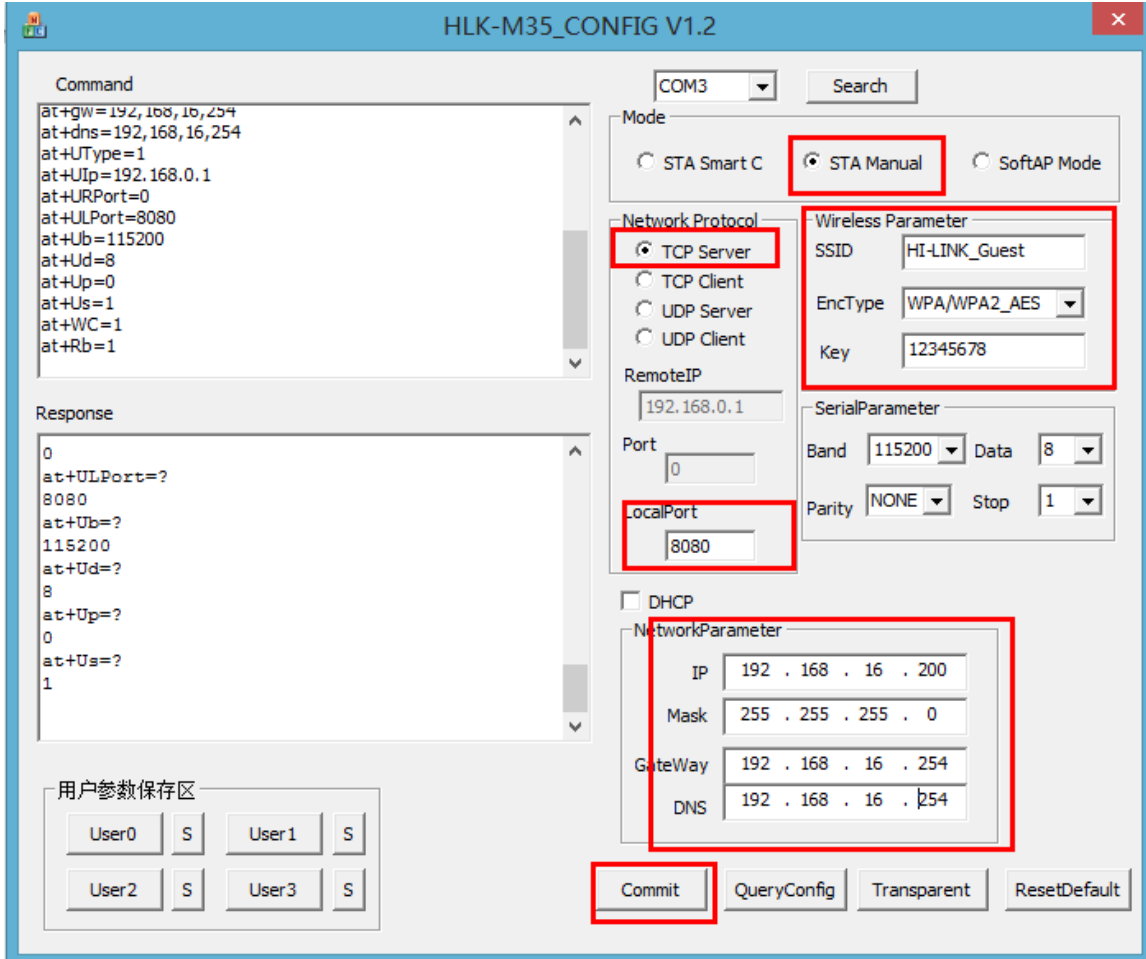 HLK-M35_CONFIG V1.2
Command
at+gw=192,168,16,254
at+dns=192,168,16,254
at+UType=1
at+UIp=192.168.0.1
at+URPort=0
at+ULPort=8080
at+Ub=115200
at+Ud=8
at+Up=0
at+Us=1
at+WC=1
at+Rb=1
Response
0
at+ULPort=?
8080
at+Ub=?
115200
at+Ud=?
8
at+Up=?
0
at+Us=?
1
用户参数保存区
User0 S User1 S
User2 S User3 S
COM3 Search
Mode
STA Smart C STA Manual SoftAP Mode
Network Protocol
TCP Server
TCP Client
UDP Server
UDP Client
RemoteIP
192.168.0.1
Port
0
LocalPort
8080
Wireless Parameter
SSID HI-LINK_Guest
EncType WPA/WPA2_AES
Key 12345678
SerialParameter
Band 115200 Data 8
Parity NONE Stop 1
DHCP
NetworkParameter
IP 192 . 168 . 16 . 200
Mask 255 . 255 . 255 . 0
GateWay 192 . 168 . 16 . 254
DNS 192 . 168 . 16 . 254
Commit QueryConfig Transparent ResetDefault